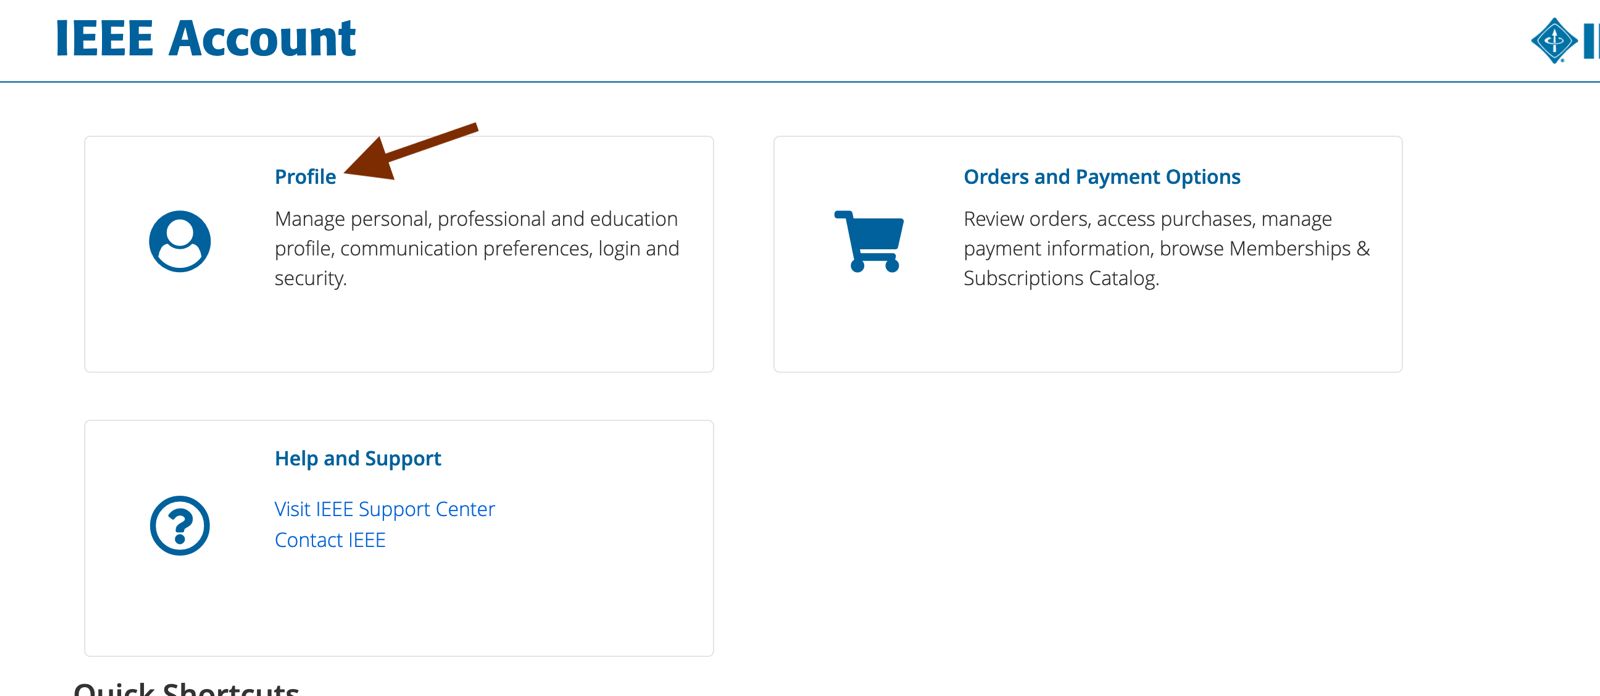 IEEE Account
Profile
Manage personal, professional and education
profile, communication preferences, login and
security.
Orders and Payment Options
Review orders, access purchases, manage
payment information, browse Memberships &
Subscriptions Catalog.
Help and Support
Visit IEEE Support Center
Contact IEEE
Quick Shortcuts